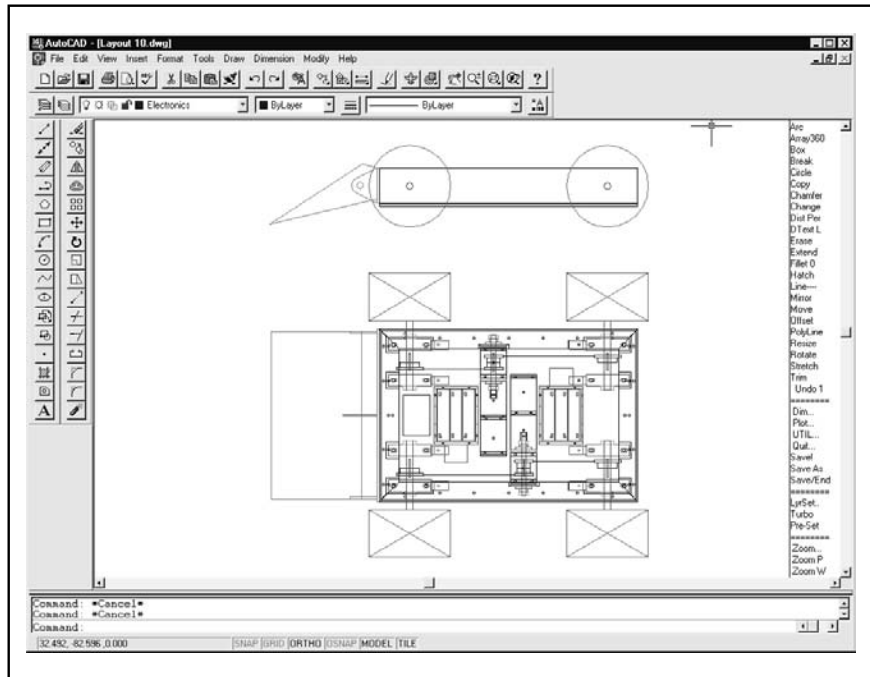 AutoCAD - [Layout 10.dwg]
File Edit View Insert Format Tools Draw Dimension Modify Help
Electronics ByLayer ByLayer
Arc
Array360
Box
Break
Circle
Copy
Chamfer
Change
Dist Per
DText L
Erase
Extend
Fillet 0
Hatch
Line----
Mirror
Move
Offset
PolyLine
Resize
Rotate
Stretch
Trim
Undo 1
========
Dim...
Plot...
UTIL...
Quit...
Save!
Save As
Save/End
========
LyrSet..
Turbo
Pre-Set
========
Zoom...
Zoom P
Zoom W
Command: *Cancel*
Command: *Cancel*
Command:
32.492, -82.596 ,0.000 SNAP GRID ORTHO OSNAP MODEL TILE